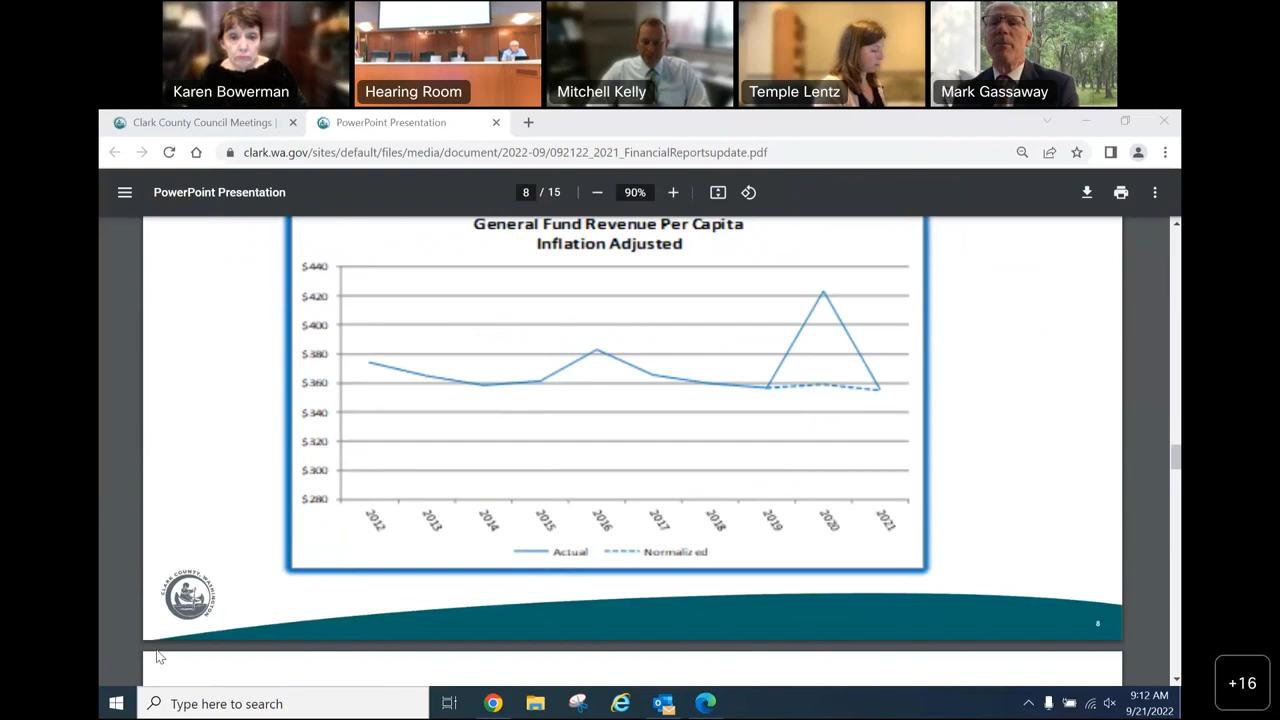 Karen Bowerman
Hearing Room
Mitchell Kelly
Temple Lentz
Mark Gassaway
Clark County Council Meetings |
PowerPoint Presentation
clark.wa.gov/sites/default/files/media/document/2022-09/092122_2021_FinancialReportsupdate.pdf
PowerPoint Presentation
8 / 15
90%
General Fund Revenue Per Capita
Inflation Adjusted
$440
$420
$400
$380
$360
$340
$320
$300
$280
2012
2013
2014
2015
2016
2017
2018
2019
2020
2021
Actual
Normalized
CLARK COUNTY, WASHINGTON
8
+16
Type here to search
9:12 AM
9/21/2022